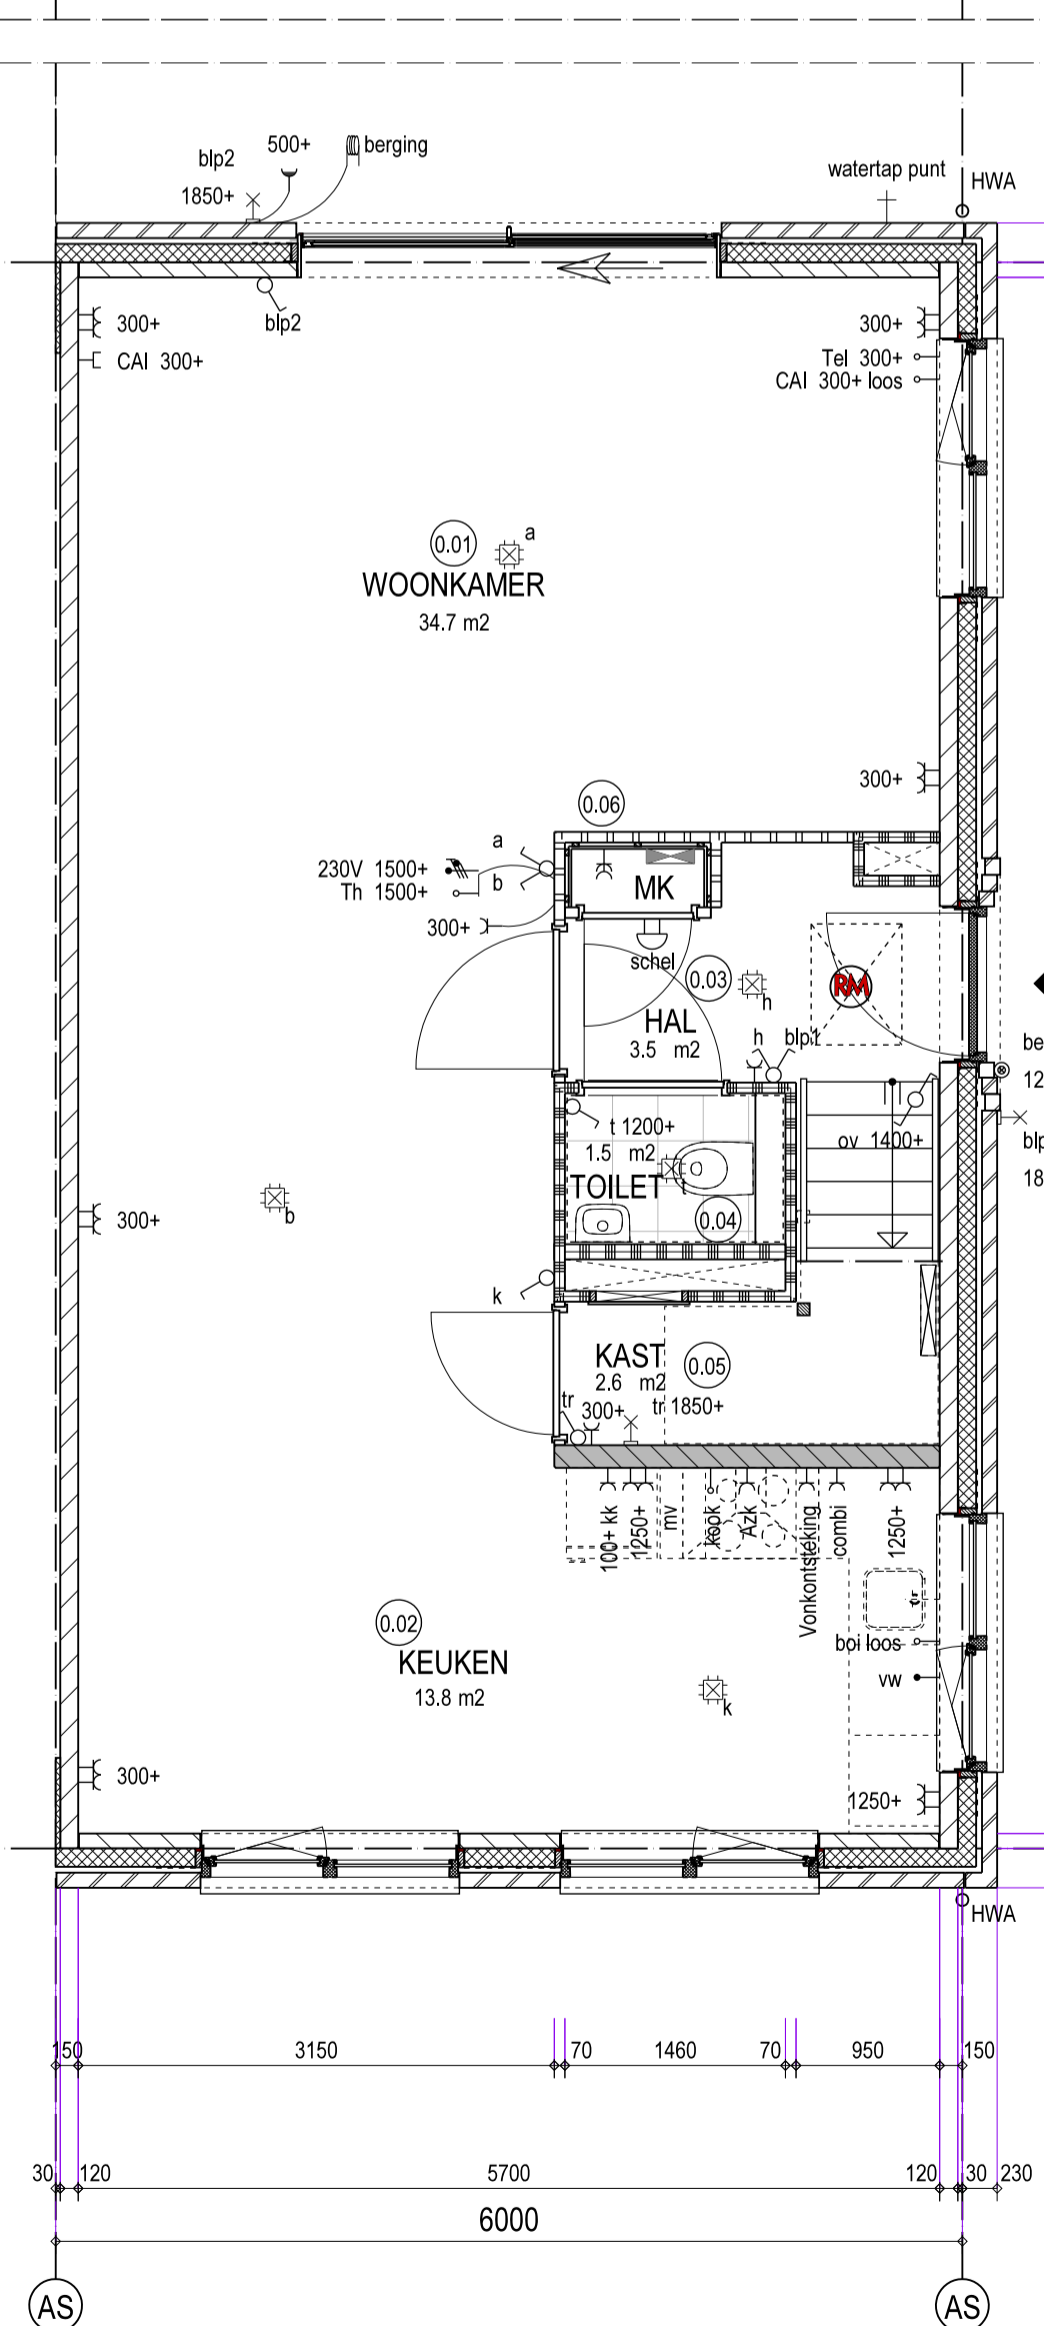 500+
berging
blp2
1850+
watertap punt
HWA
blp2
300+
CAI 300+
300+
Tel 300+
CAI 300+ loos
0.01
a
WOONKAMER
34.7 m2
300+
0.06
a
230V 1500+
Th 1500+
b
MK
300+
schel
0.03
h
RM
HAL
3.5 m2
h
blp1
be
12
t 1200+
1.5 m2
ov 1400+
blp
18
TOILET
t
0.04
300+
b
k
KAST
0.05
2.6 m2
tr
300+
tr 1850+
100+ kk
1250+
mv
kook
Azk
Vonkontsteking
combi
1250+
0.02
KEUKEN
13.8 m2
boi loos
vw
k
300+
1250+
HWA
150
3150
70
1460
70
950
150
30
120
5700
120
30
230
6000
AS
AS